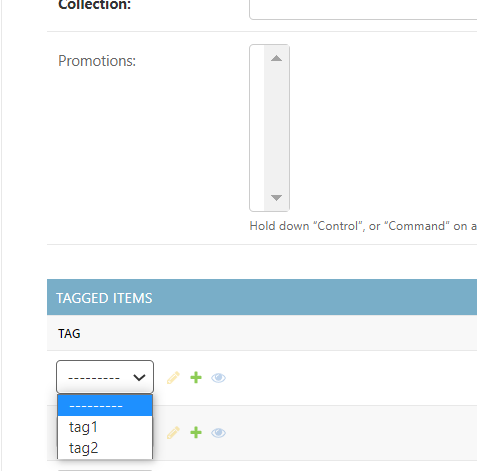 Collection:
Promotions:
Hold down “Control”, or “Command” on a
TAGGED ITEMS
TAG
---------
---------
tag1
tag2